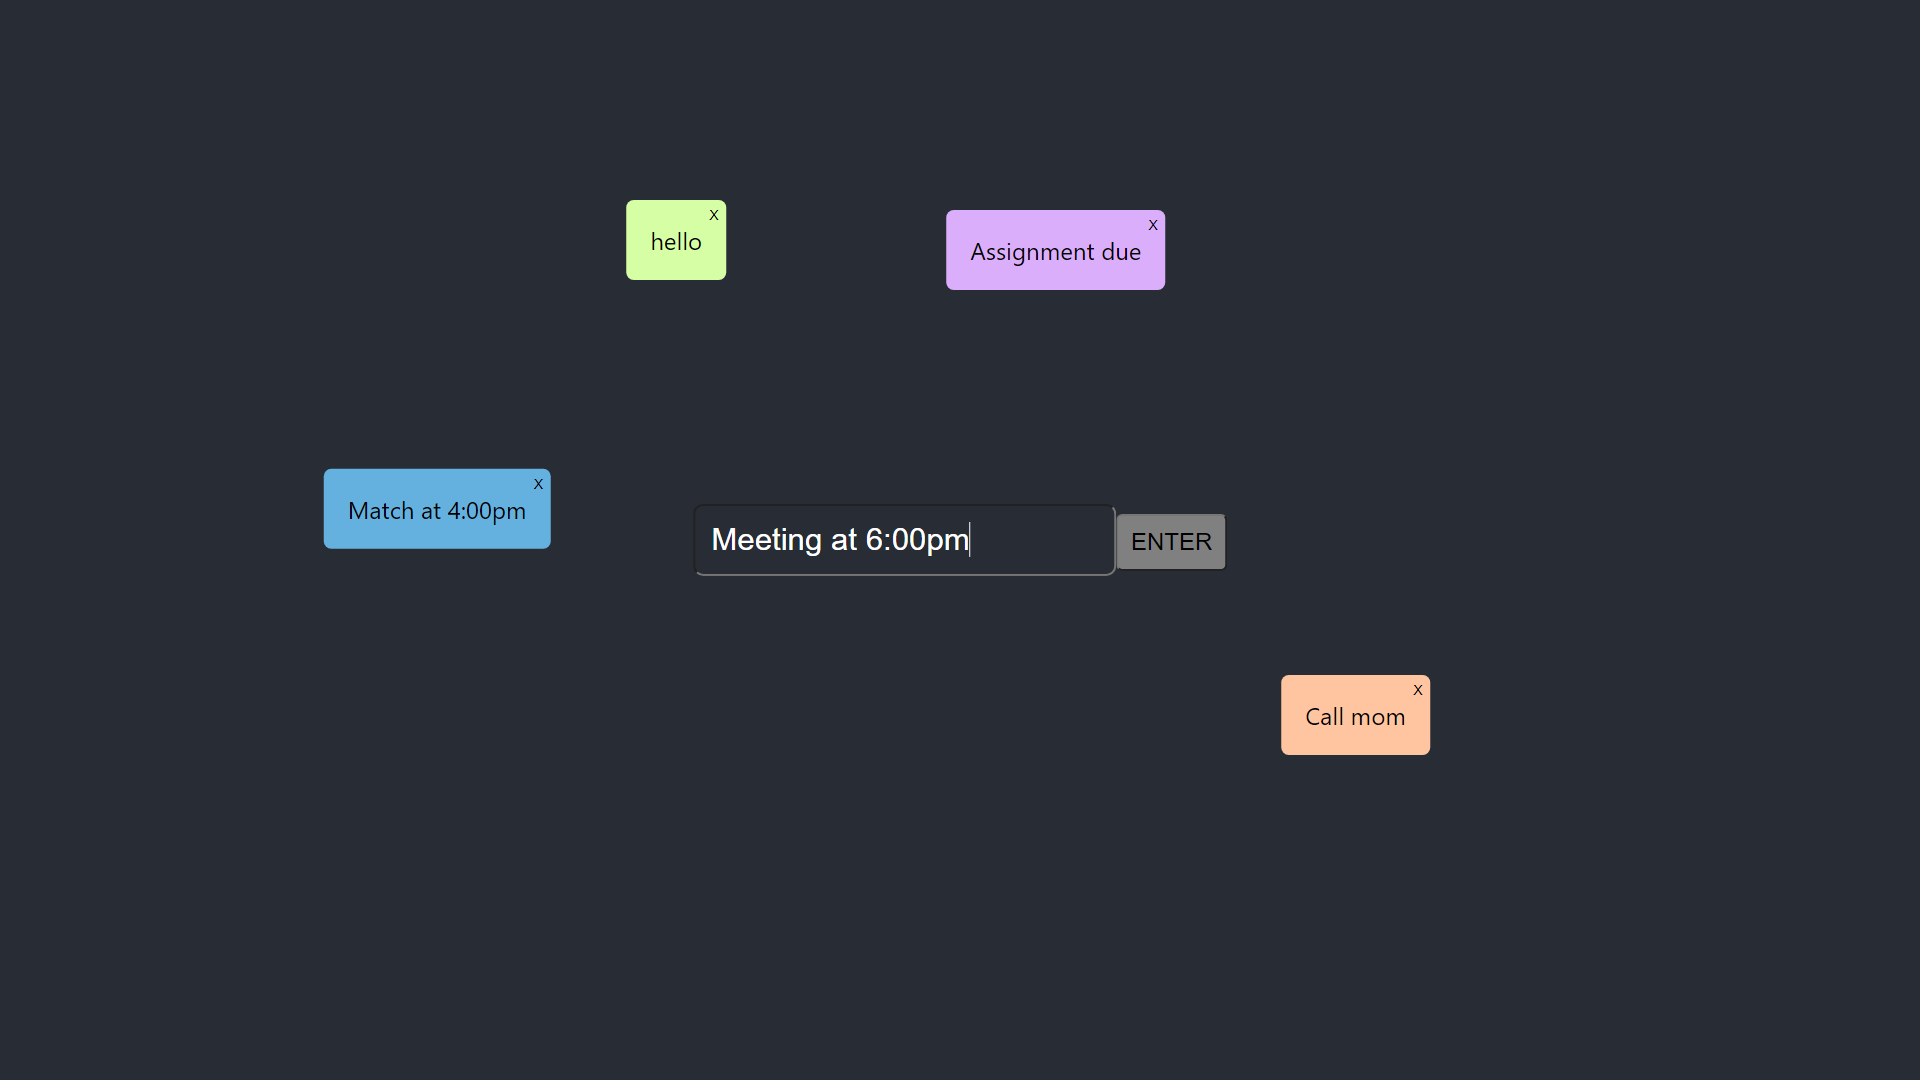 x
hello
x
Assignment due
x
Match at 4:00pm
Meeting at 6:00pm
ENTER
x
Call mom